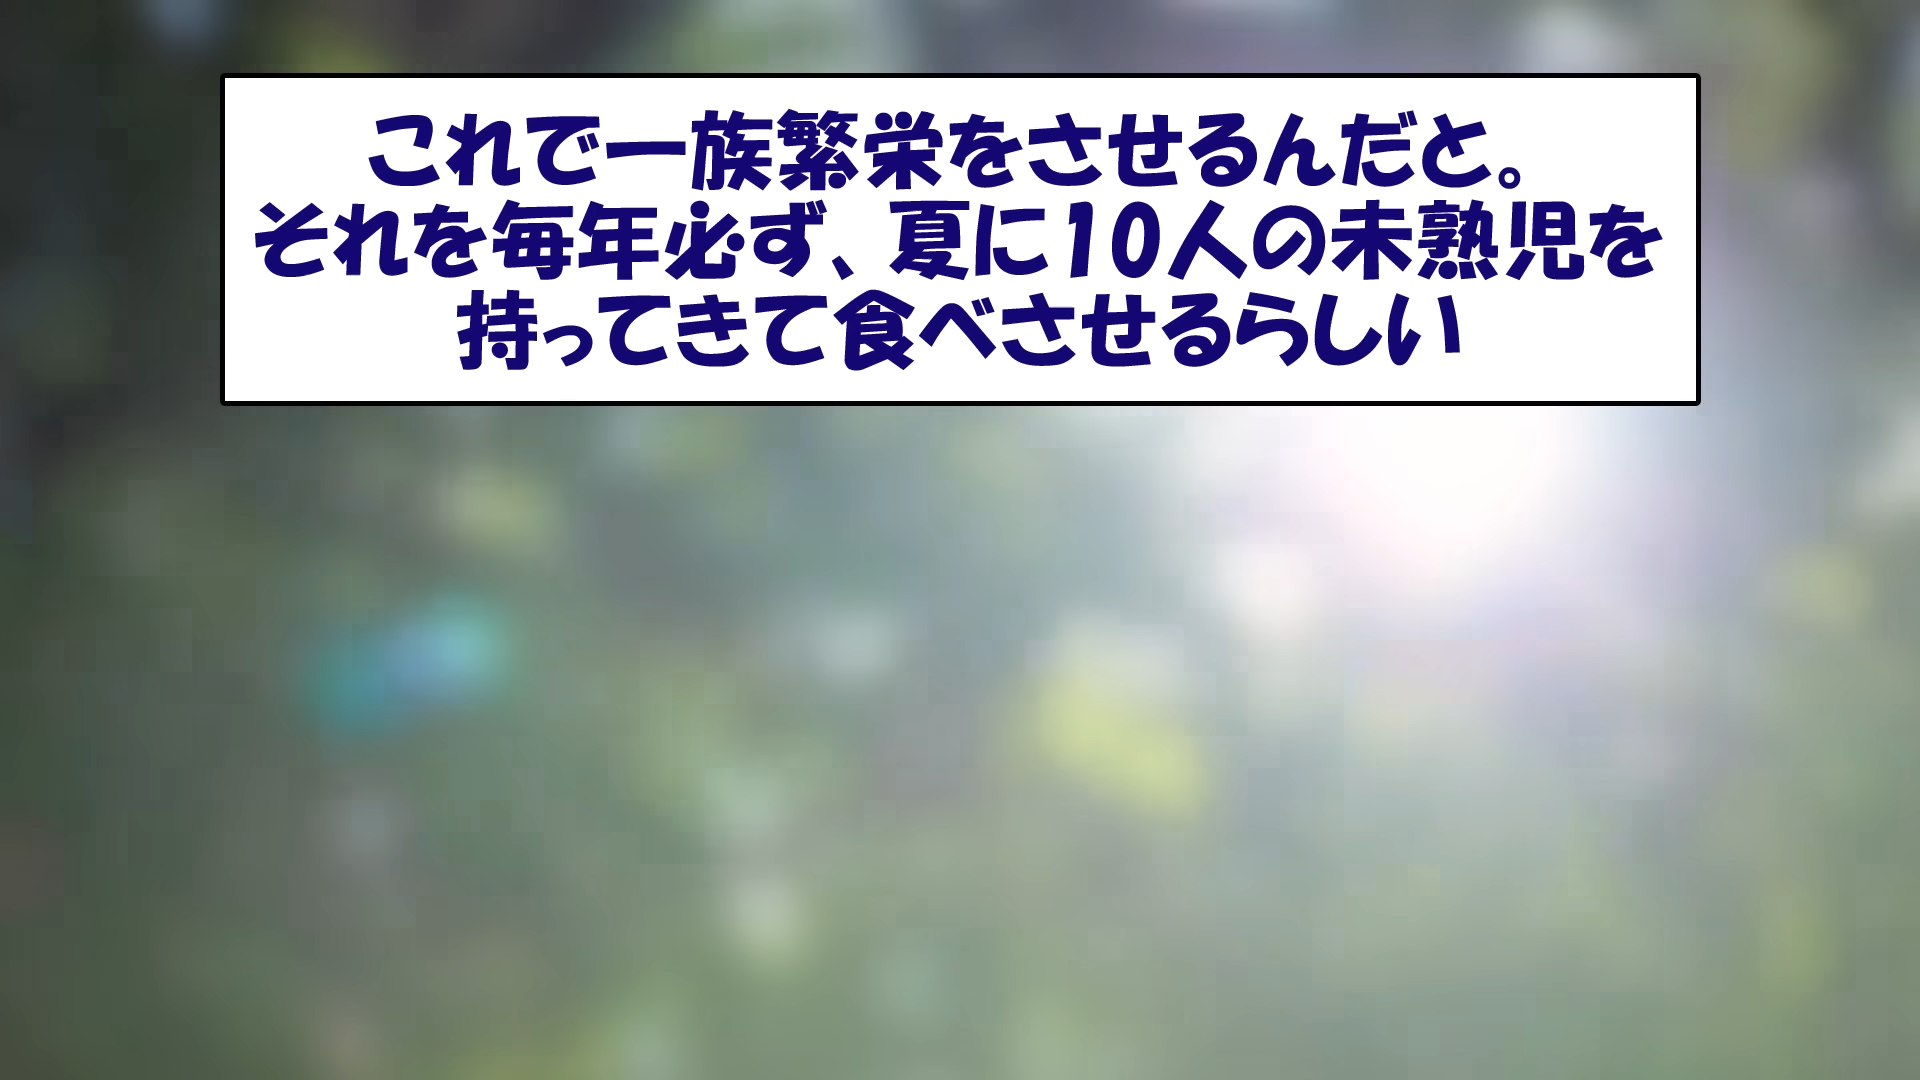 これで一族繁栄をさせるんだと。
それを毎年必ず、夏に10人の未熟児を
持ってきて食べさせるらしい